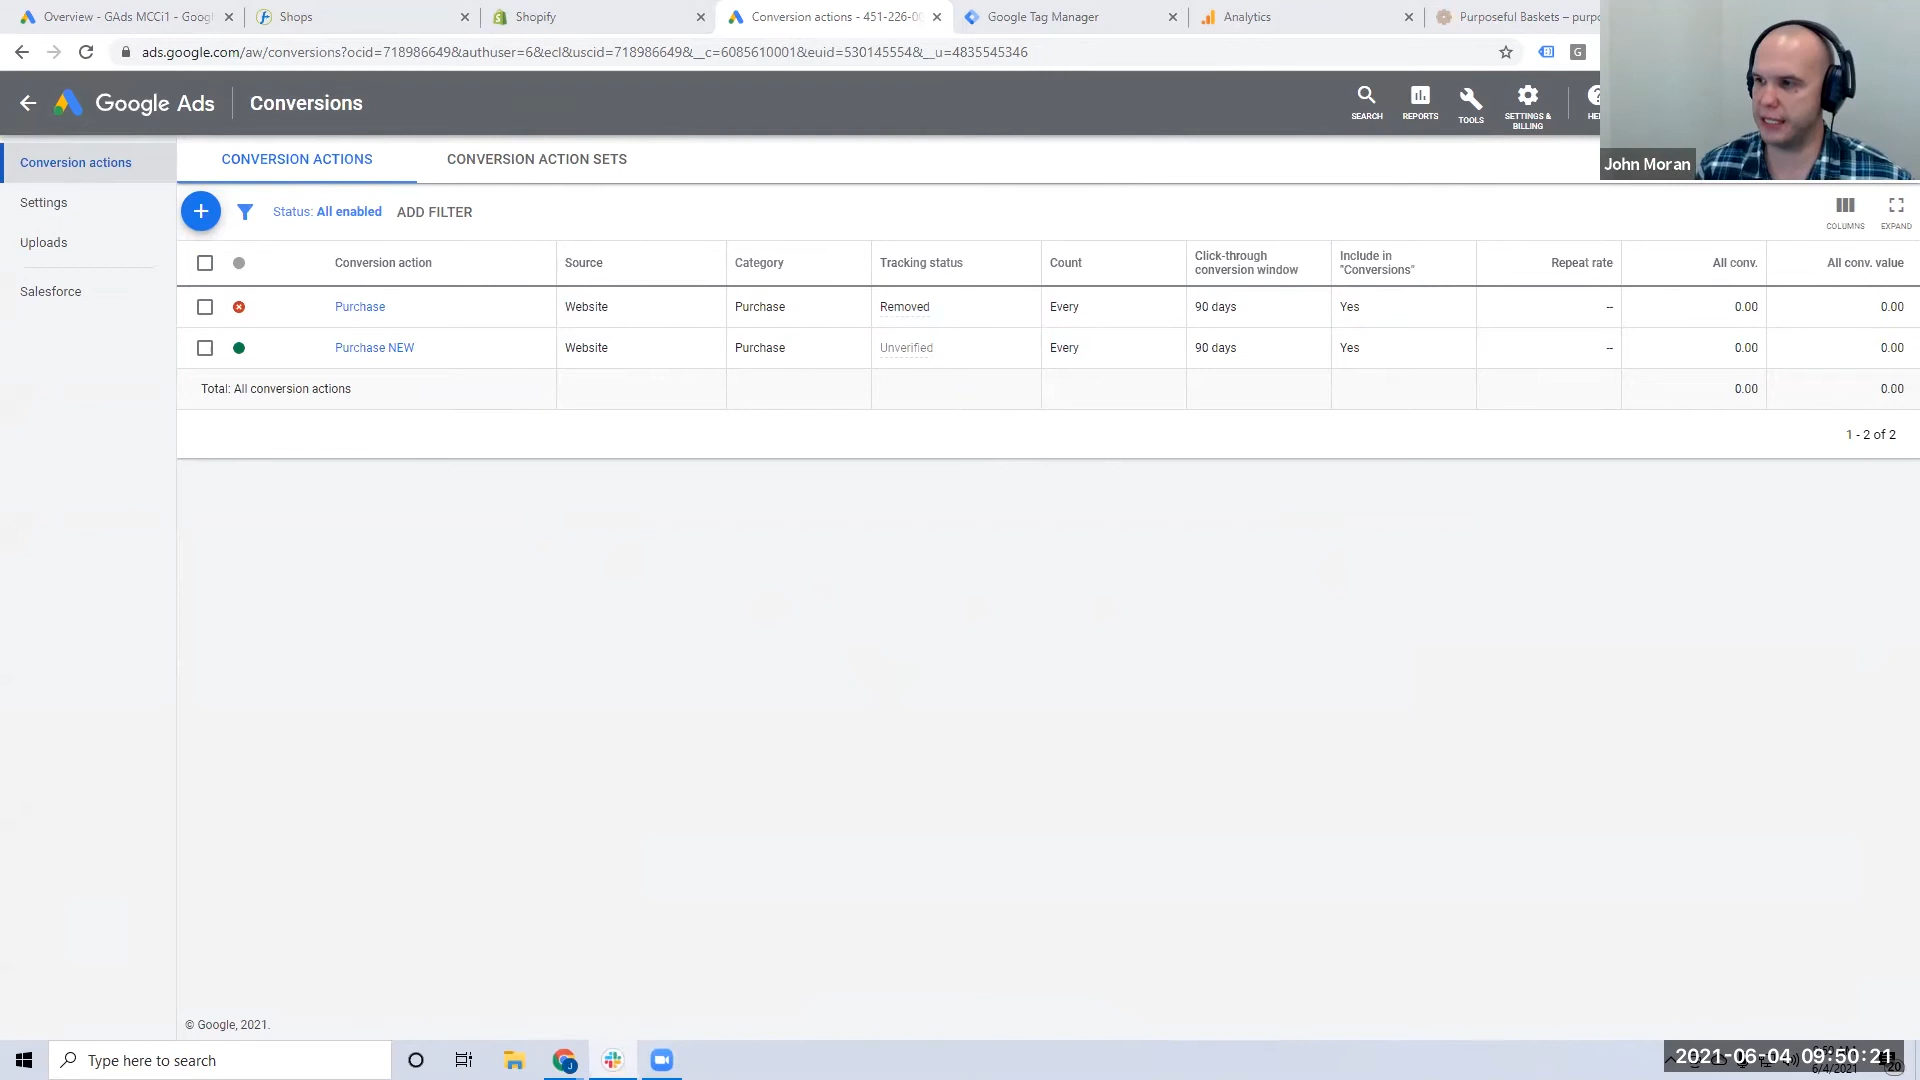 Overview - GAds MCCi1 - Goog
Shops
Shopify
Conversion actions - 451-226-0
Google Tag Manager
Analytics
Purposeful Baskets – purpo
ads.google.com/aw/conversions?ocid=718986649&authuser=6&ecl&uscid=718986649&__c=6085610001&euid=530145554&__u=4835545346
G
Google Ads
Conversions
SEARCH
REPORTS
TOOLS
SETTINGS & BILLING
HE
John Moran
Conversion actions
Settings
Uploads
Salesforce
CONVERSION ACTIONS
CONVERSION ACTION SETS
Status: All enabled
ADD FILTER
COLUMNS
EXPAND
Conversion action
Source
Category
Tracking status
Count
Click-through
conversion window
Include in
"Conversions"
Repeat rate
All conv.
All conv. value
Purchase
Website
Purchase
Removed
Every
90 days
Yes
–
0.00
0.00
Purchase NEW
Website
Purchase
Unverified
Every
90 days
Yes
–
0.00
0.00
Total: All conversion actions
0.00
0.00
1 - 2 of 2
© Google, 2021.
Type here to search
2021-06-04 09:50:21
6/4/2021
20